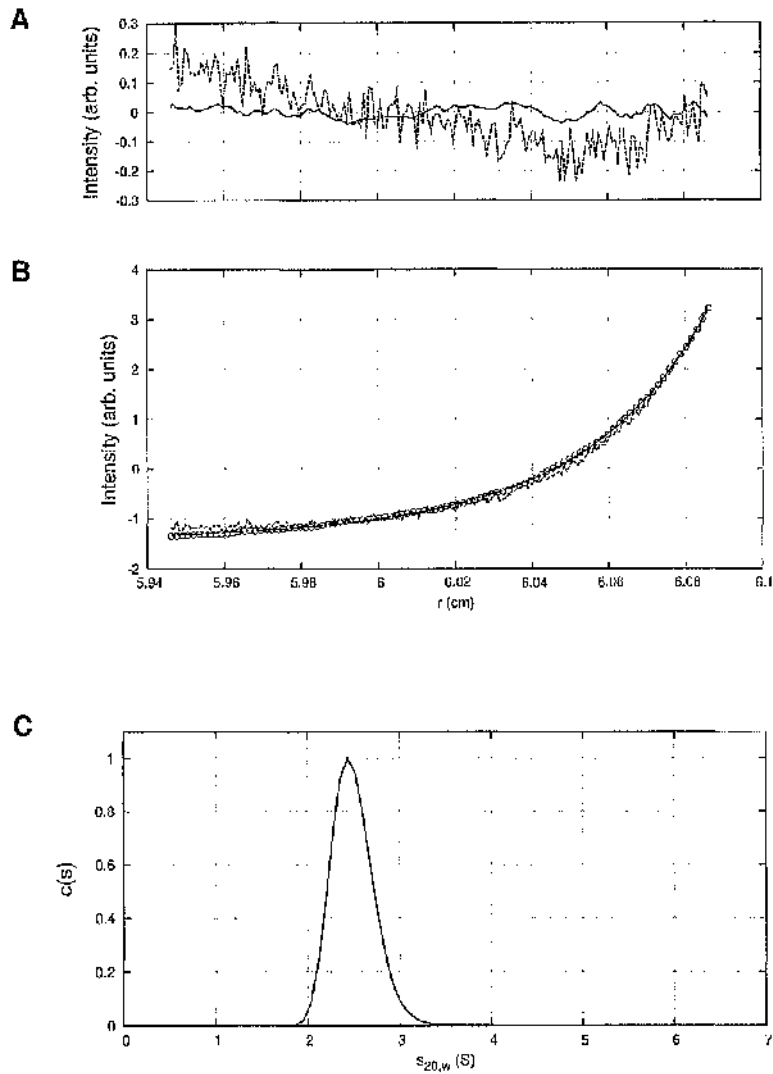 A
Intensity (arb. units)
0.3
0.2
0.1
0
-0.1
-0.2
-0.3
B
Intensity (arb. units)
4
3
2
1
0
-1
-2
5.94 5.96 5.98 6 6.02 6.04 6.06 6.08 6.1
r (cm)
C
c(s)
1
0.8
0.6
0.4
0.2
0
0 1 2 3 4 5 6 7
s20,w (S)